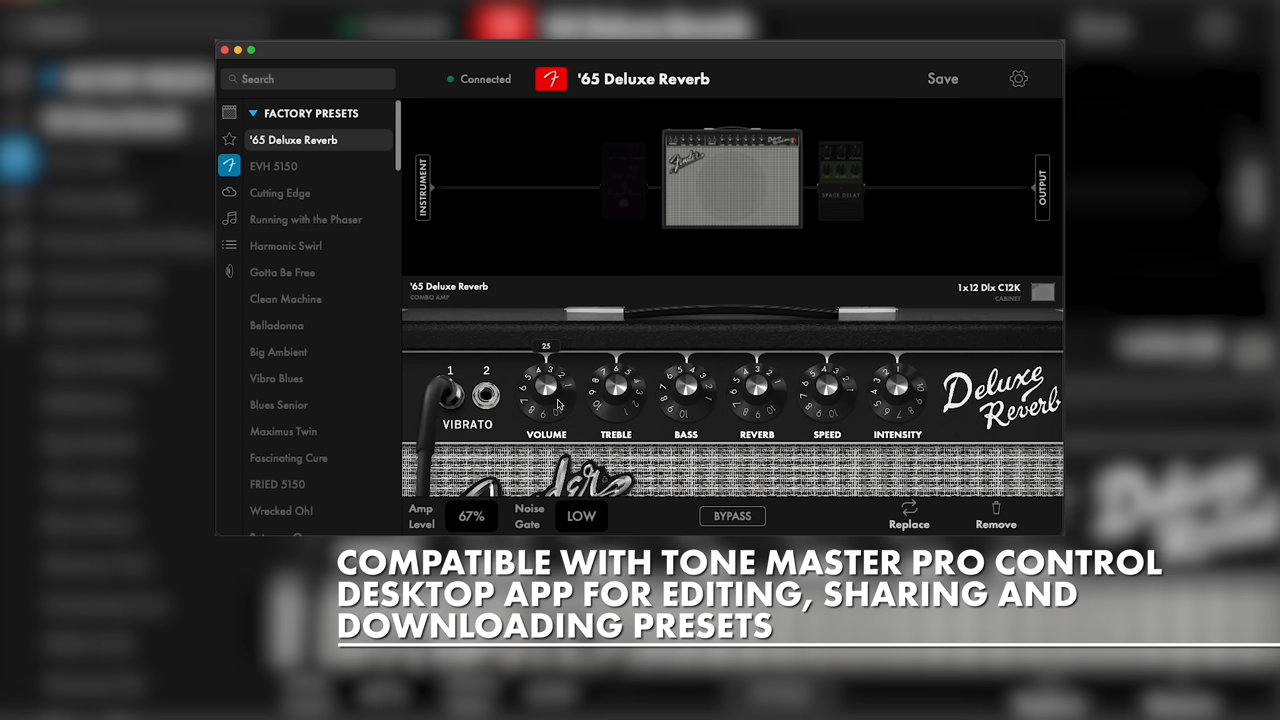 Search
Connected
'65 Deluxe Reverb
Save
FACTORY PRESETS
'65 Deluxe Reverb
EVH 5150
Cutting Edge
Running with the Phaser
Harmonic Swirl
Gotta Be Free
Clean Machine
Belladonna
Big Ambient
Vibro Blues
Blues Senior
Maximus Twin
Fascinating Cure
FRIED 5150
Wrecked Oh!
INSTRUMENT
Fender
SPACE DELAY
OUTPUT
'65 Deluxe Reverb
COMBO AMP
1x12 Dlx C12K
CABINET
25
1 2
VIBRATO
VOLUME
TREBLE
BASS
REVERB
SPEED
INTENSITY
Deluxe
Reverb
Amp
Level
67%
Noise
Gate
LOW
BYPASS
Replace
Remove
COMPATIBLE WITH TONE MASTER PRO CONTROL
DESKTOP APP FOR EDITING, SHARING AND
DOWNLOADING PRESETS